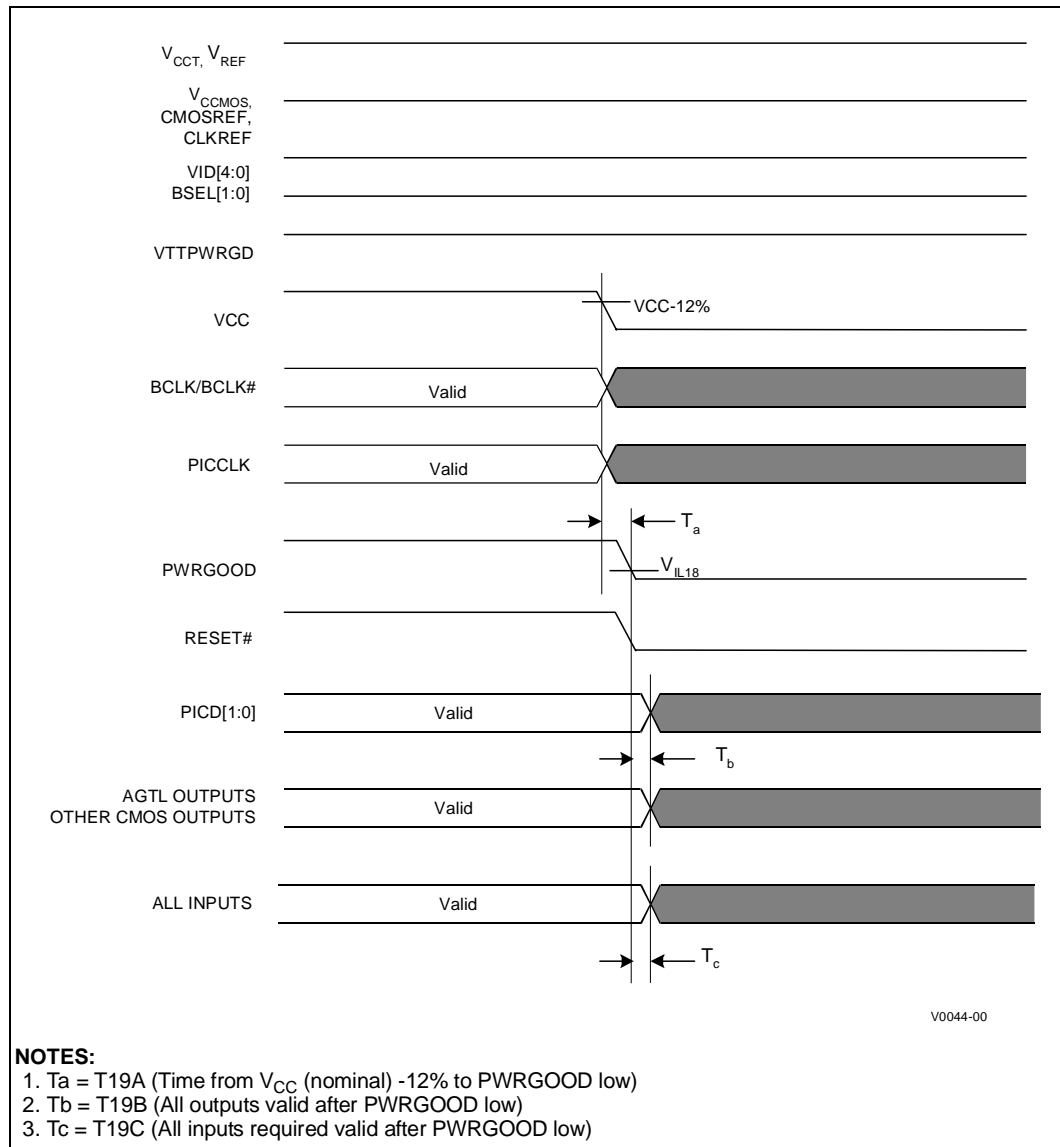 VCCT, VREF
VCCMOS,
CMOSREF,
CLKREF
VID[4:0]
BSEL[1:0]
VTTPWRGD
VCC
VCC-12%
BCLK/BCLK#
Valid
PICCLK
Valid
Ta
PWRGOOD
VIL18
RESET#
PICD[1:0]
Valid
Tb
AGTL OUTPUTS
OTHER CMOS OUTPUTS
Valid
ALL INPUTS
Valid
Tc
V0044-00
NOTES:
1. Ta = T19A (Time from VCC (nominal) -12% to PWRGOOD low)
2. Tb = T19B (All outputs valid after PWRGOOD low)
3. Tc = T19C (All inputs required valid after PWRGOOD low)